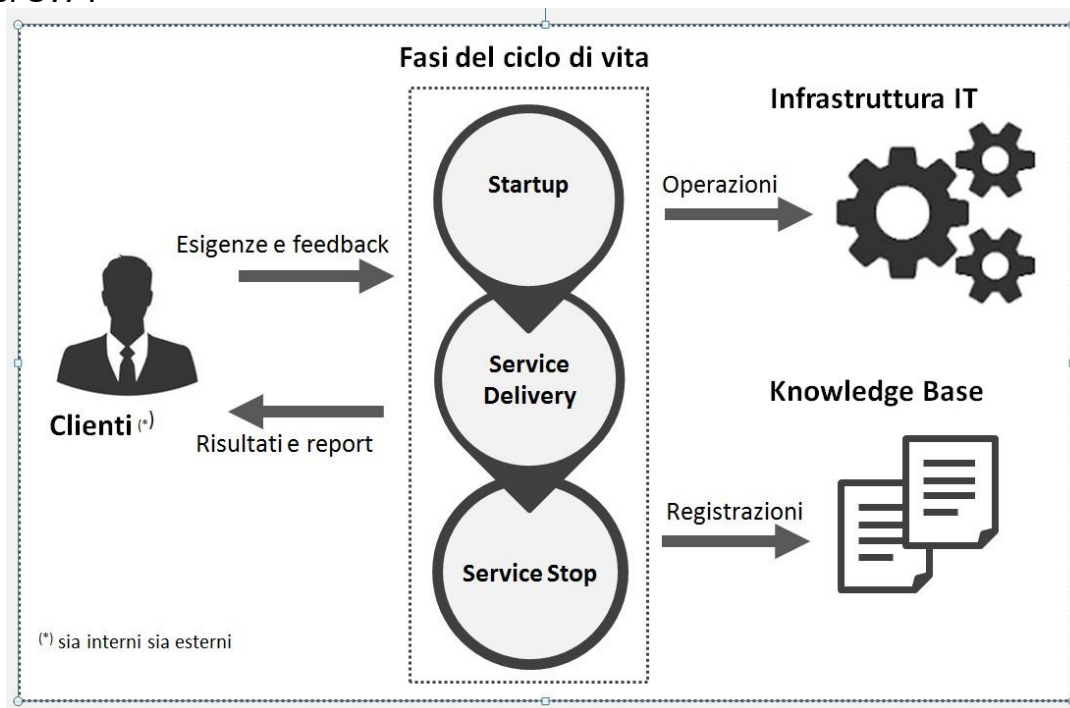 Fasi del ciclo di vita
Infrastruttura IT
Startup
Operazioni
Esigenze e feedback
Service
Delivery
Knowledge Base
Clienti (*)
Risultati e report
Registrazioni
Service Stop
(*) sia interni sia esterni